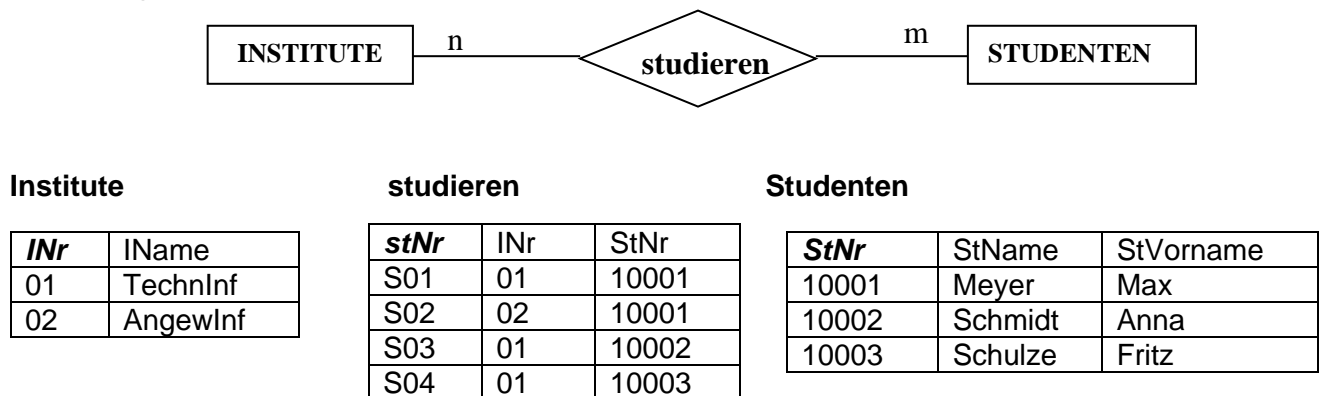 INSTITUTE n studieren m STUDENTEN
Institute studieren Studenten
INr IName
01 TechnInf
02 AngewInf
stNr INr StNr
S01 01 10001
S02 02 10001
S03 01 10002
S04 01 10003
StNr StName StVorname
10001 Meyer Max
10002 Schmidt Anna
10003 Schulze Fritz